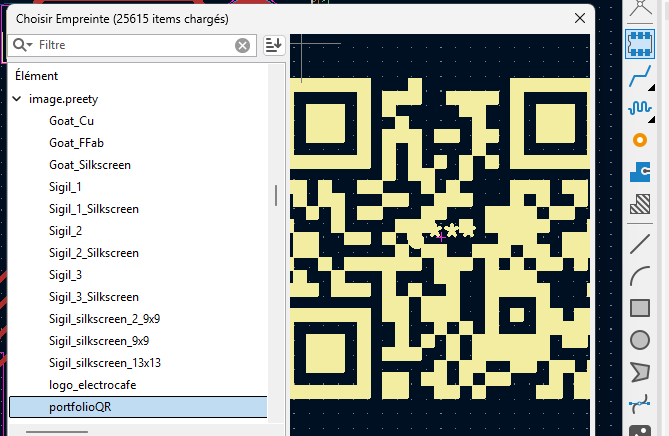 Choisir Empreinte (25615 items chargés)
Filtre
Élément
image.preety
Goat_Cu
Goat_FFab
Goat_Silkscreen
Sigil_1
Sigil_1_Silkscreen
Sigil_2
Sigil_2_Silkscreen
Sigil_3
Sigil_3_Silkscreen
Sigil_silkscreen_2_9x9
Sigil_silkscreen_9x9
Sigil_silkscreen_13x13
logo_electrocafe
portfolioQR
***